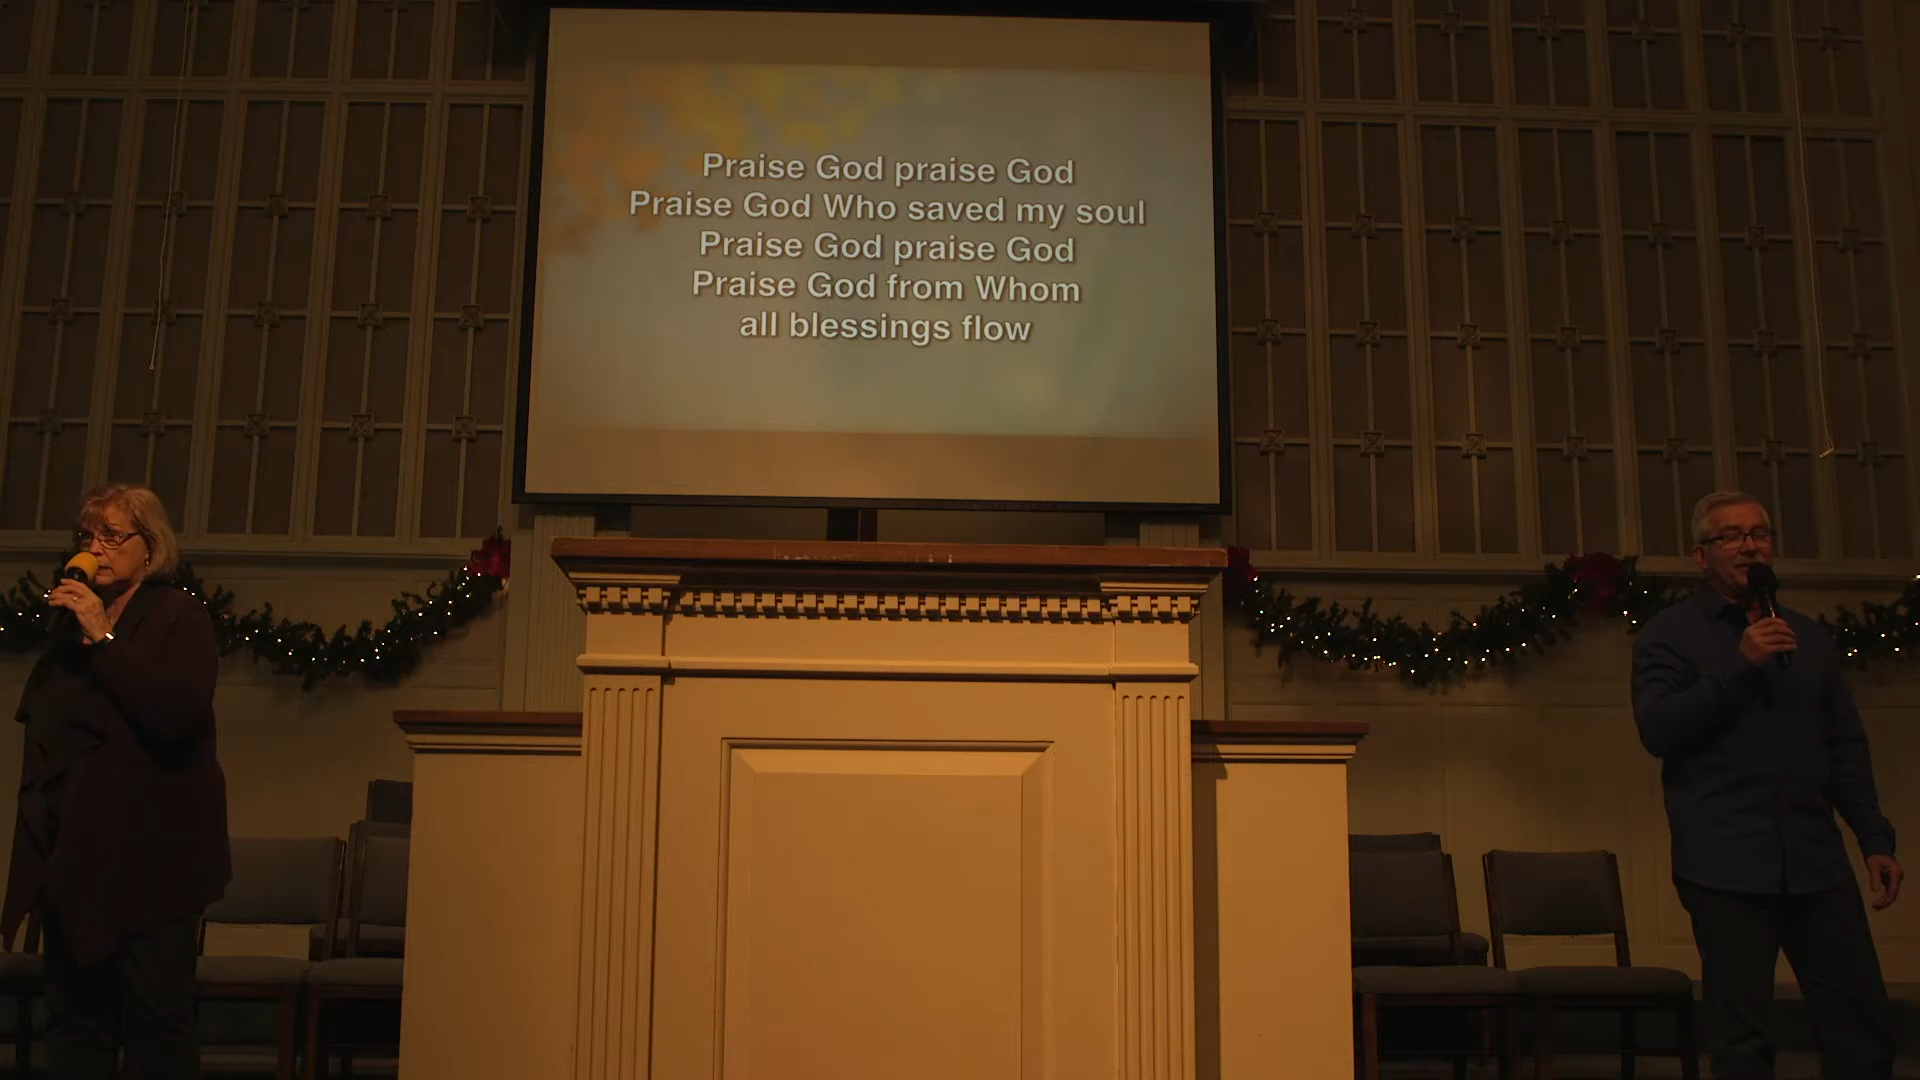 Praise God praise God
Praise God Who saved my soul
Praise God praise God
Praise God from Whom
all blessings flow